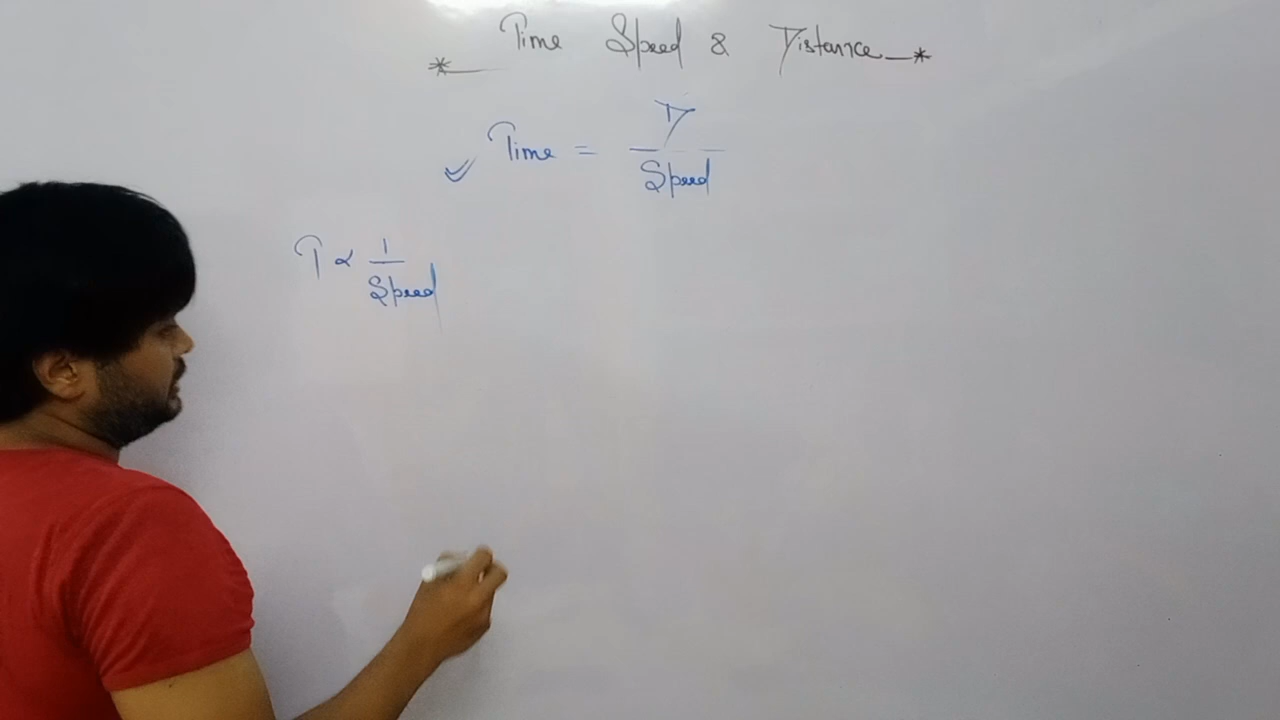 * Time Speed & Distance *
Time = D / Speed
T ∝ 1 / Speed